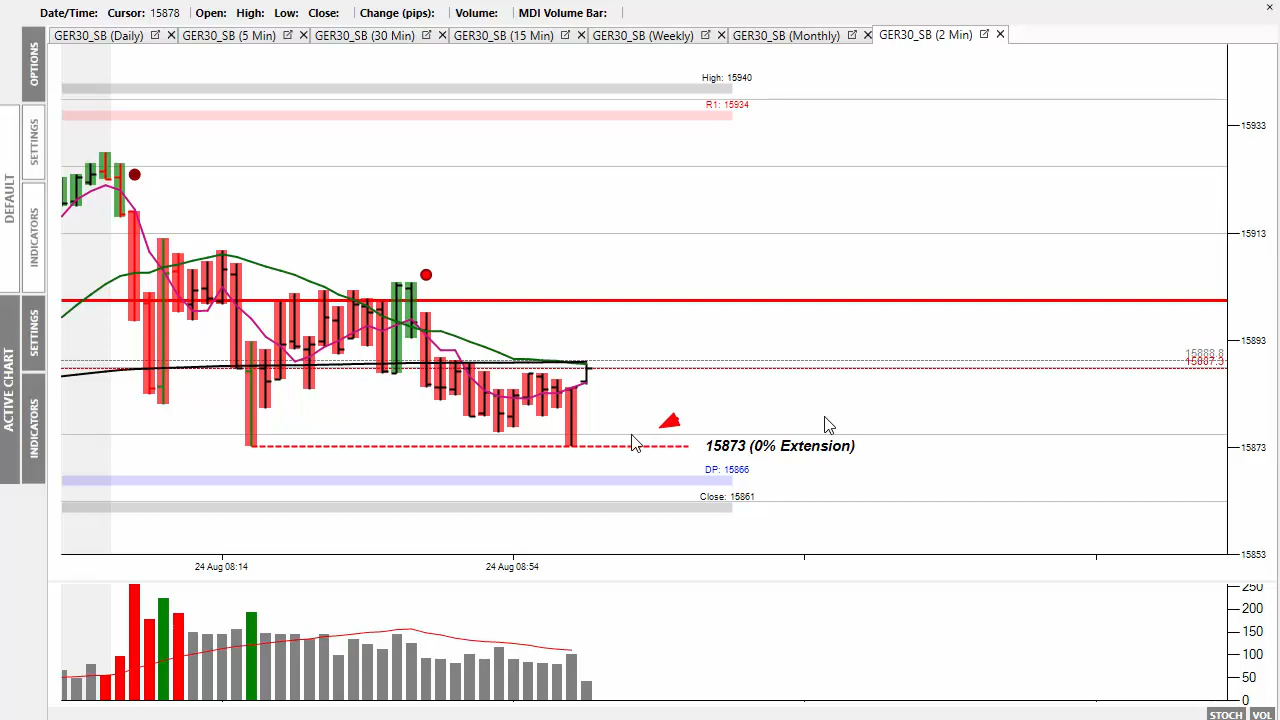 Date/Time: Cursor: 15878 Open: High: Low: Close: Change (pips): Volume: MDI Volume Bar:
GER30_SB (Daily) GER30_SB (5 Min) GER30_SB (30 Min) GER30_SB (15 Min) GER30_SB (Weekly) GER30_SB (Monthly) GER30_SB (2 Min)
OPTIONS
SETTINGS
DEFAULT
INDICATORS
SETTINGS
ACTIVE CHART
INDICATORS
High: 15940
R1: 15934
15933
15913
15893
15888.8
15873
15873 (0% Extension)
DP: 15866
Close: 15861
15853
24 Aug 08:14
24 Aug 08:54
250
200
150
100
50
0
STOCH VOL